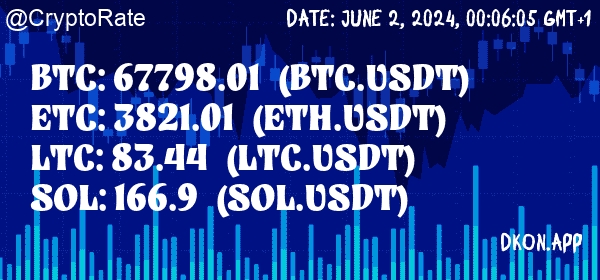 @CryptoRate
DATE: JUNE 2, 2024, 00:06:05 GMT+1
BTC: 67798.01 (BTC.USDT)
ETC: 3821.01 (ETH.USDT)
LTC: 83.44 (LTC.USDT)
SOL: 166.9 (SOL.USDT)
DKON.APP